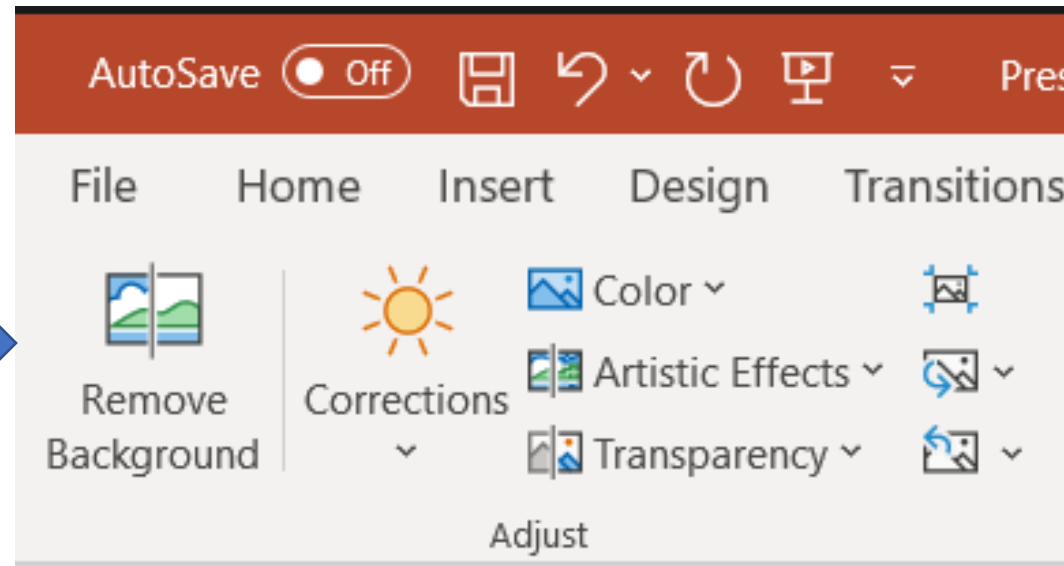 AutoSave Off Pres
File Home Insert Design Transitions
Remove
Background
Corrections
Color
Artistic Effects
Transparency
Adjust